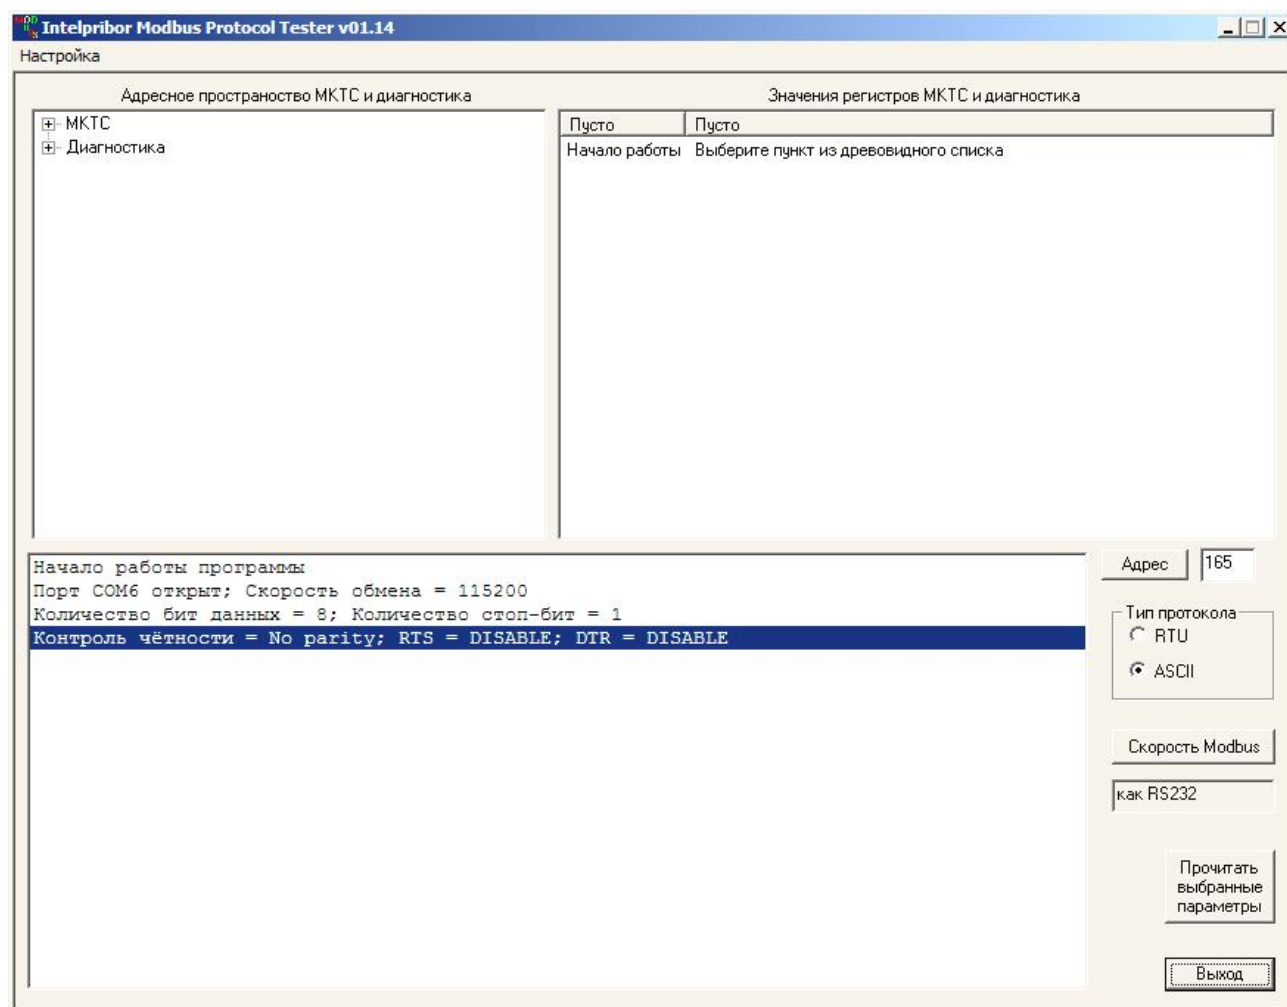 Intelpribor Modbus Protocol Tester v01.14
Настройка
Адресное простраиоство МКТС и диагностика
Значения регистров МКТС и диагностика
МКТС
Диагностика
Пусто Пусто
Начало работы Выберите пункт из древовидного списка
Начало работы программы
Порт COM6 открыт; Скорость обмена = 115200
Количество бит данных = 8; Количество стоп-бит = 1
Контроль чётности = No parity; RTS = DISABLE; DTR = DISABLE
Адрес 165
Тип протокола
RTU
ASCII
Скорость Modbus
как RS232
Прочитать
выбранные
параметры
Выход